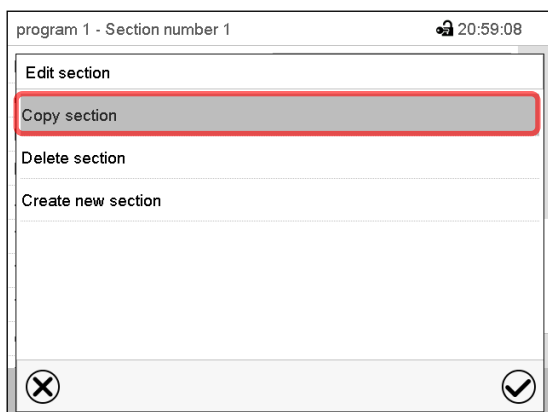 program 1 - Section number 1 20:59:08
Edit section
Copy section
Delete section
Create new section